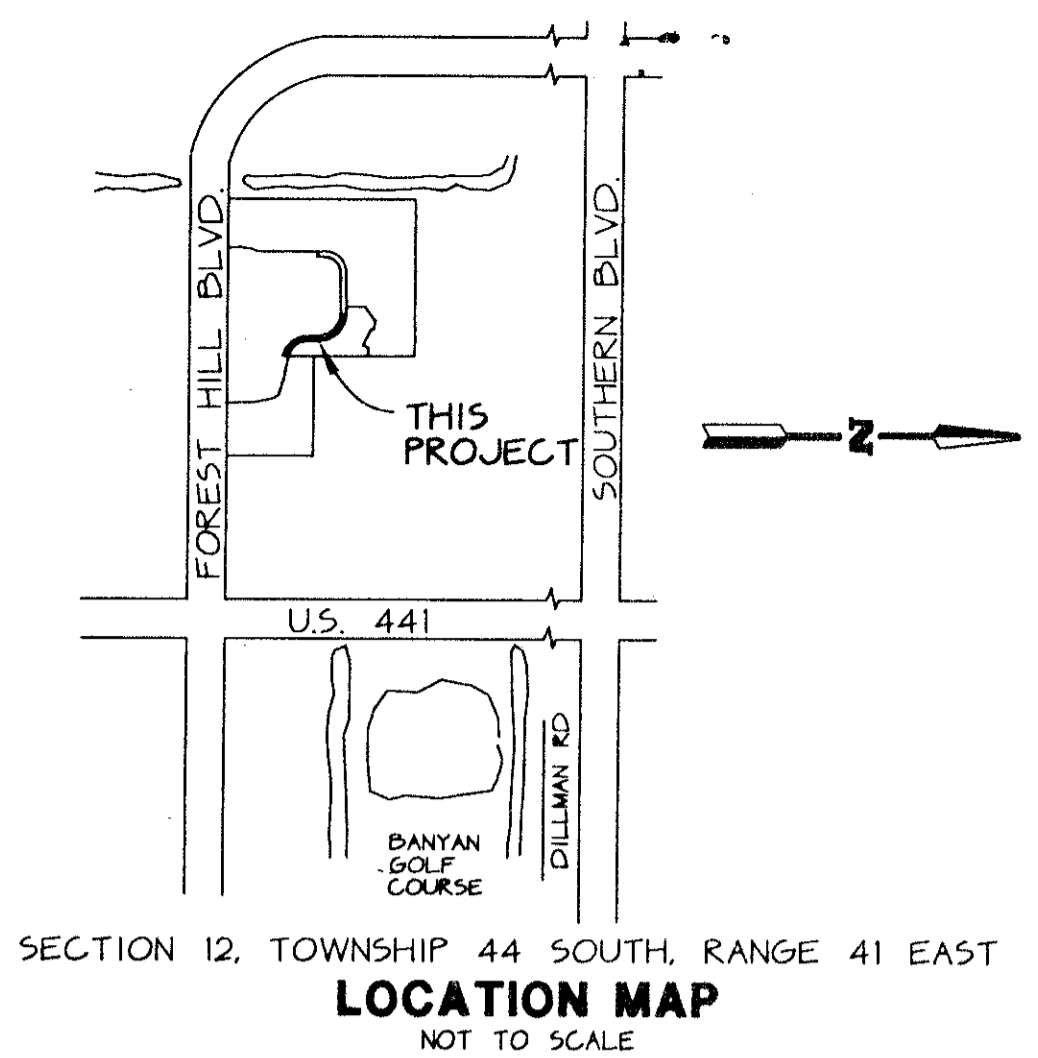 FOREST HILL BLVD.
SOUTHERN BLVD.
THIS
PROJECT
N
U.S. 441
DILLMAN RD
BANYAN
GOLF
COURSE
SECTION 12, TOWNSHIP 44 SOUTH, RANGE 41 EAST
LOCATION MAP
NOT TO SCALE